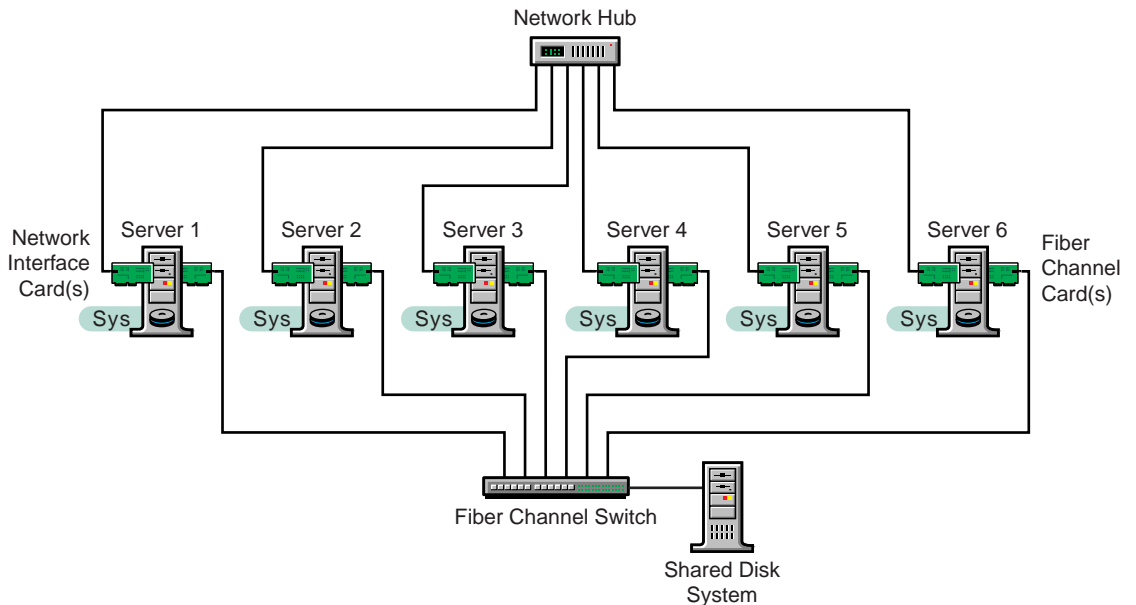 Network Hub
Server 1
Server 2
Server 3
Server 4
Server 5
Server 6
Network
Interface
Card(s)
Fiber
Channel
Card(s)
Sys
Sys
Sys
Sys
Sys
Sys
Fiber Channel Switch
Shared Disk
System